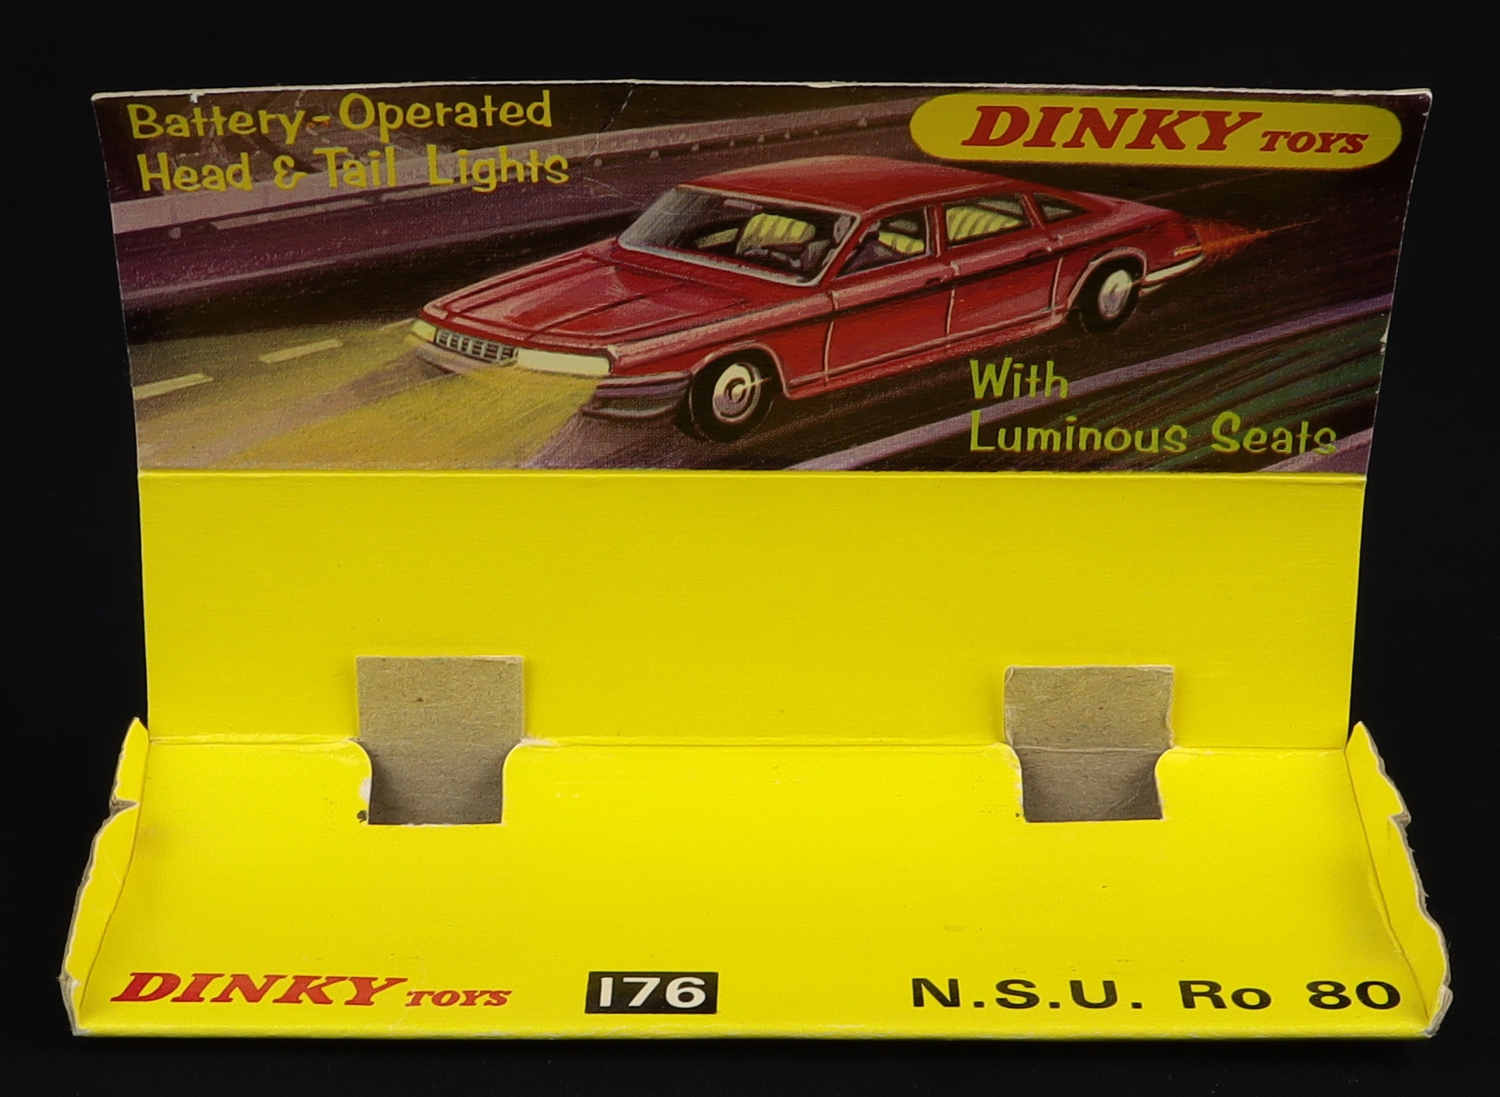 Battery-Operated
Head & Tail Lights
DINKY TOYS
With
Luminous Seats
DINKY TOYS 176 N.S.U. Ro 80